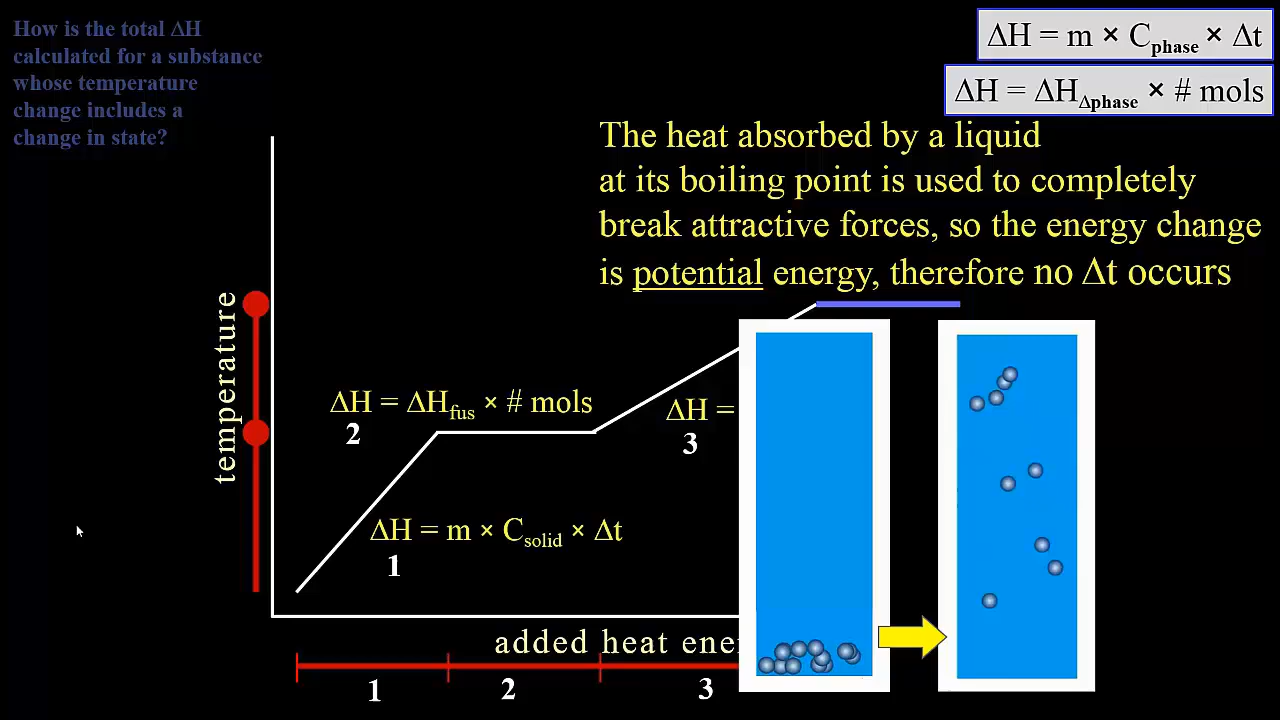 How is the total ΔH
calculated for a substance
whose temperature
change includes a
change in state?
ΔH = m × Cphase × Δt
ΔH = ΔHΔphase × # mols
The heat absorbed by a liquid
at its boiling point is used to completely
break attractive forces, so the energy change
is potential energy, therefore no Δt occurs
temperature
ΔH = ΔHfus × # mols
2
ΔH =
3
ΔH = m × Csolid × Δt
1
added heat
1
2
3